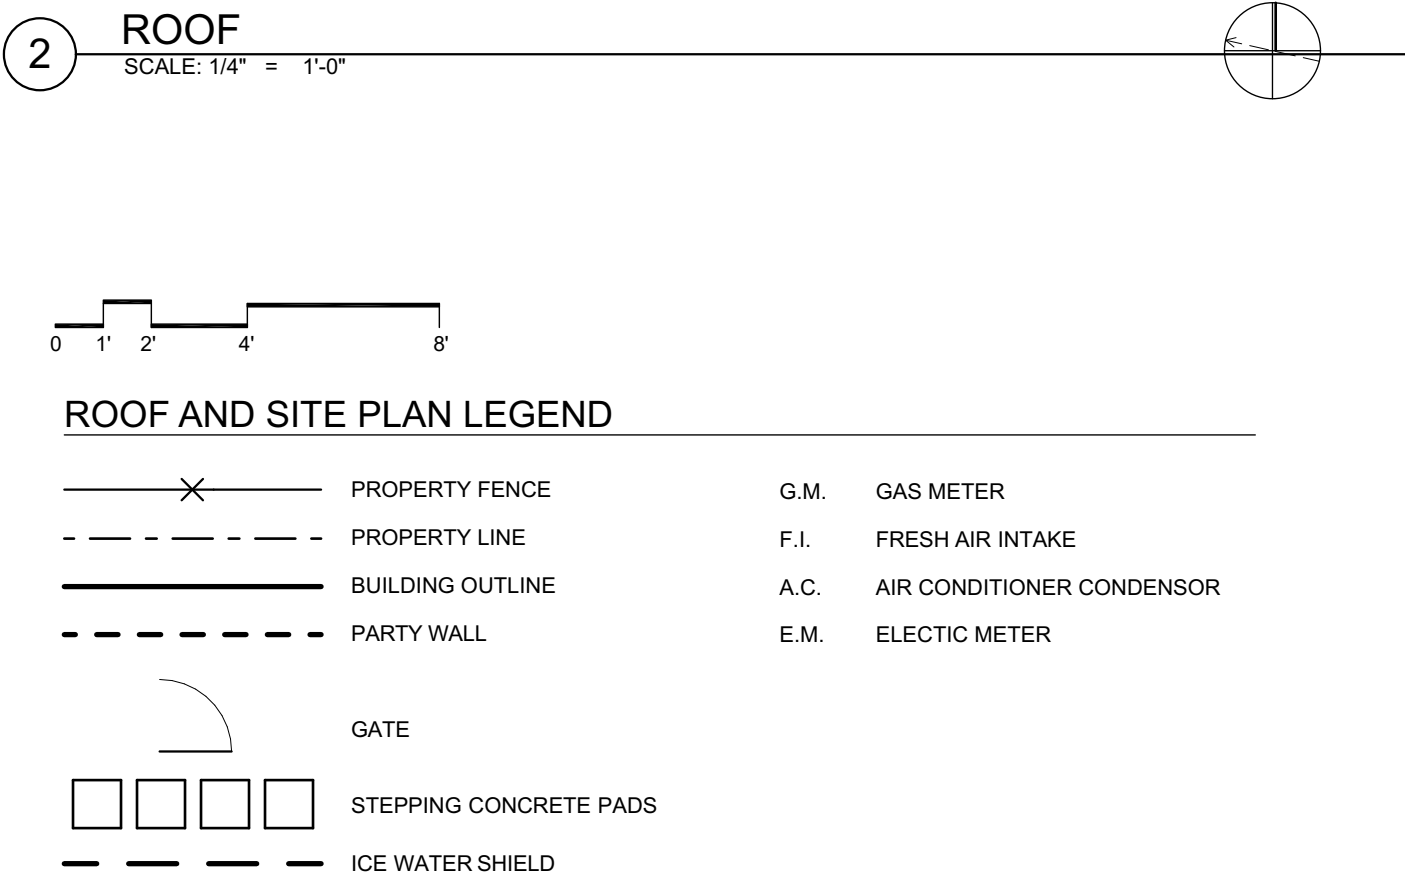 2
ROOF
SCALE: 1/4" = 1'-0"
0 1' 2' 4' 8'
ROOF AND SITE PLAN LEGEND
PROPERTY FENCE
PROPERTY LINE
BUILDING OUTLINE
PARTY WALL
GATE
STEPPING CONCRETE PADS
ICE WATER SHIELD
G.M. GAS METER
F.I. FRESH AIR INTAKE
A.C. AIR CONDITIONER CONDENSOR
E.M. ELECTIC METER